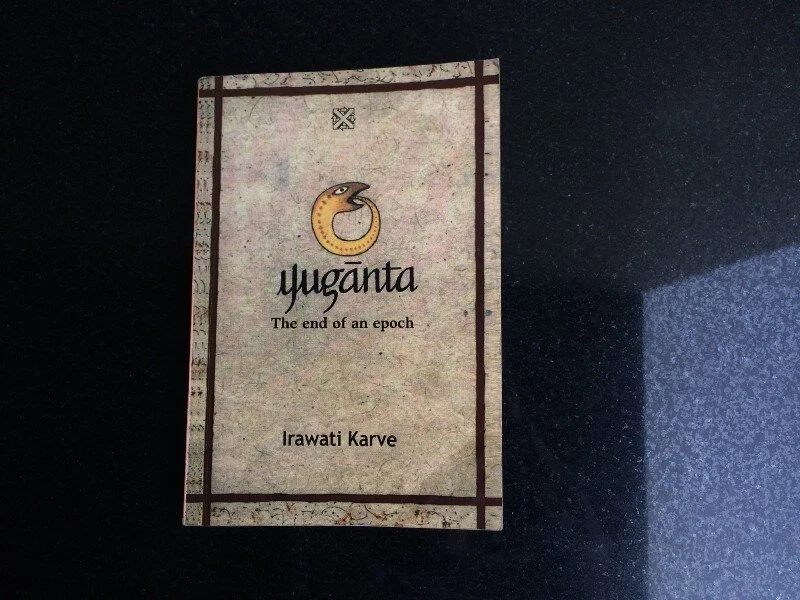 yugānta
The end of an epoch
Irawati Karve